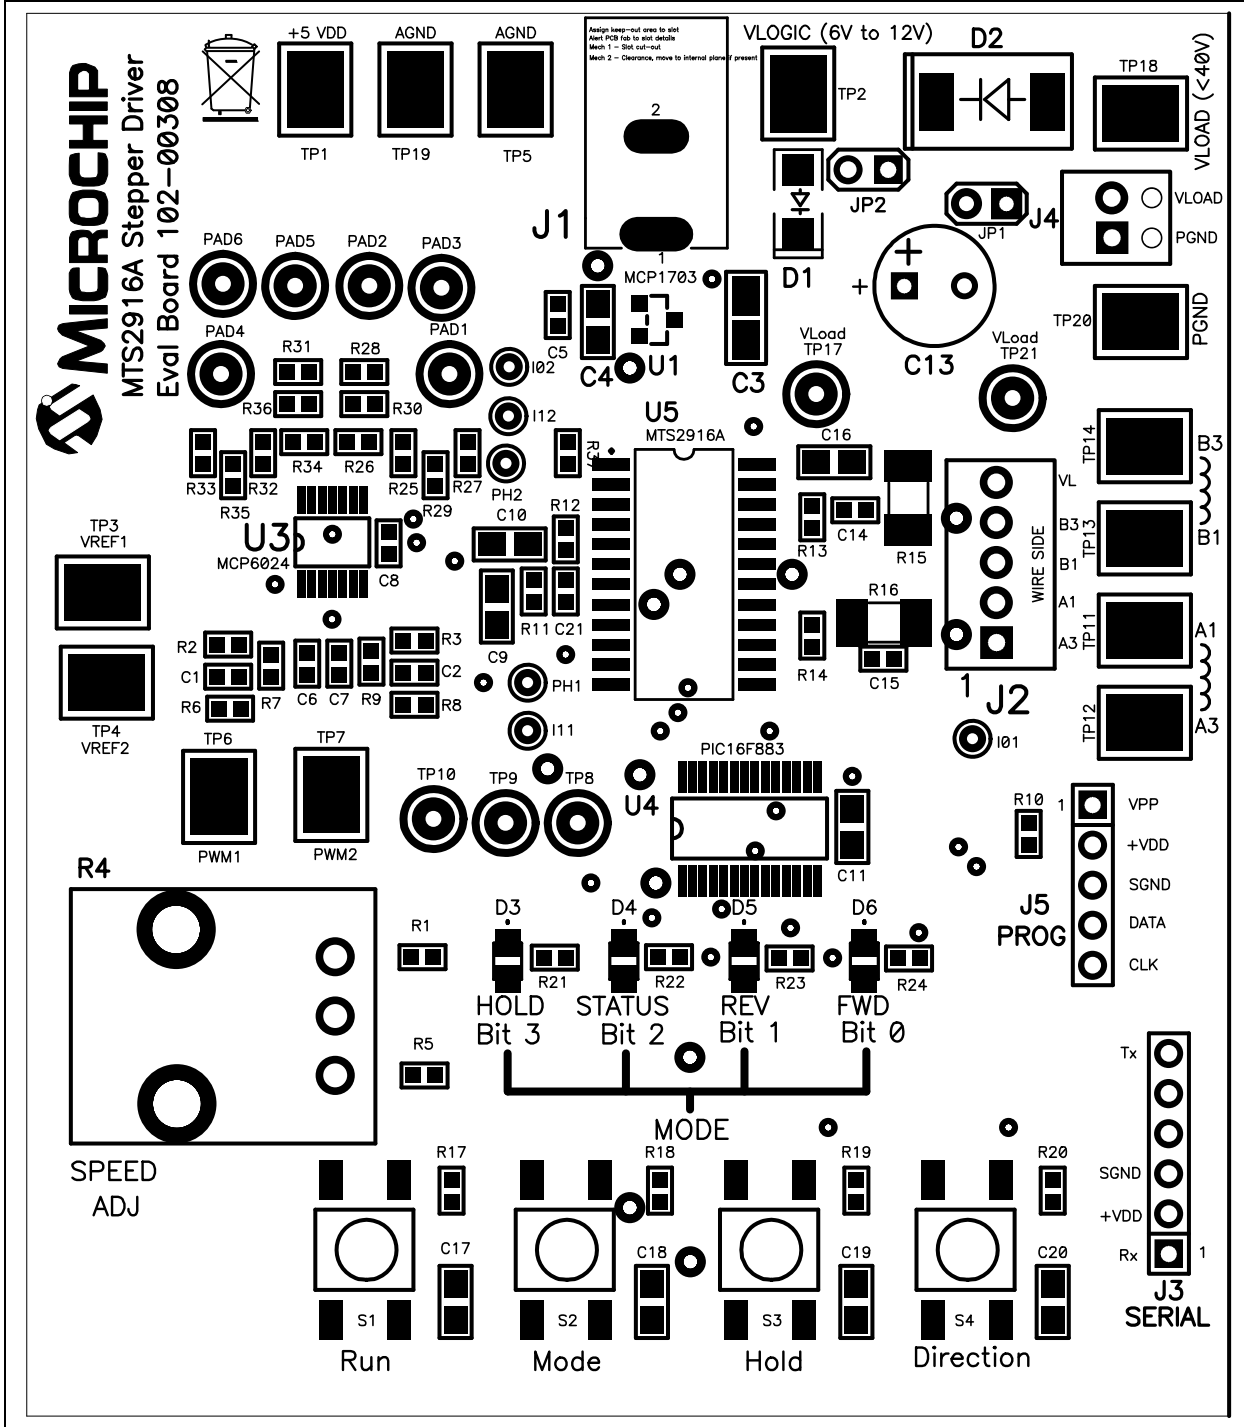 +5 VDD
AGND
AGND
TP1
TP19
TP5
MICROCHIP
MTS2916A Stepper Driver
Eval Board 102-00308
Assign keep-out area to slot
Alert PCB fab to slot details
Mech 1 - Slot cut-out
Mech 2 - Clearance, move to internal plane if present
2
1
J1
VLOGIC (6V to 12V)
TP2
D2
TP18
VLOAD (<40V)
JP2
D1
JP1
J4
VLOAD
PGND
PAD6
PAD5
PAD2
PAD3
PAD4
PAD1
MCP1703
C5
C4
U1
C3
+
+
C13
TP20
PGND
VLoad
TP17
VLoad
TP21
R31
R28
R36
R30
I02
I12
PH2
R33
R35
R32
R34
R26
R25
R29
R27
R37
U5
MTS2916A
C16
R13
C14
R15
VL
B3
B1
A1
A3
WIRE SIDE
1
J2
TP14
B3
TP13
B1
TP11
A1
TP12
A3
TP3
VREF1
U3
MCP6024
C8
C10
R12
R11
C21
C9
R16
R14
C15
R2
C1
R6
R7
C6
C7
R9
R3
C2
R8
PH1
I11
TP4
VREF2
TP6
TP7
PWM1
PWM2
TP10
TP9
TP8
PIC16F883
U4
C11
I01
R10
1
VPP
+VDD
SGND
DATA
CLK
J5
PROG
R4
R1
R5
SPEED
ADJ
D3
D4
D5
D6
R21
R22
R23
R24
HOLD
STATUS
REV
FWD
Bit 3
Bit 2
Bit 1
Bit 0
MODE
Tx
SGND
+VDD
Rx
1
J3
SERIAL
R17
R18
R19
R20
C17
C18
C19
C20
S1
S2
S3
S4
Run
Mode
Hold
Direction